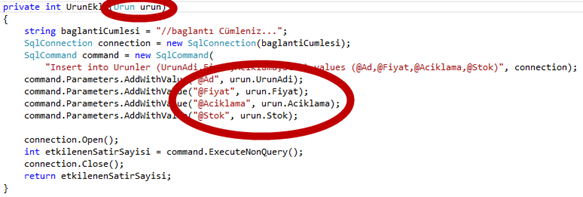 private int UrunEkle(Urun urun)
{
string baglantiCumlesi = "//baglantı Cümleniz...";
SqlConnection connection = new SqlConnection(baglantiCumlesi);
SqlCommand command = new SqlCommand(
"Insert into Urunler (UrunAdi, values (@Ad,@Fiyat,@Aciklama,@Stok)", connection);
command.Parameters.AddWithValue("@Ad", urun.UrunAdi);
command.Parameters.AddWithValue("@Fiyat", urun.Fiyat);
command.Parameters.AddWithValue("@Aciklama", urun.Aciklama);
command.Parameters.AddWithValue("@Stok", urun.Stok);
connection.Open();
int etkilenenSatirSayisi = command.ExecuteNonQuery();
connection.Close();
return etkilenenSatirSayisi;
}